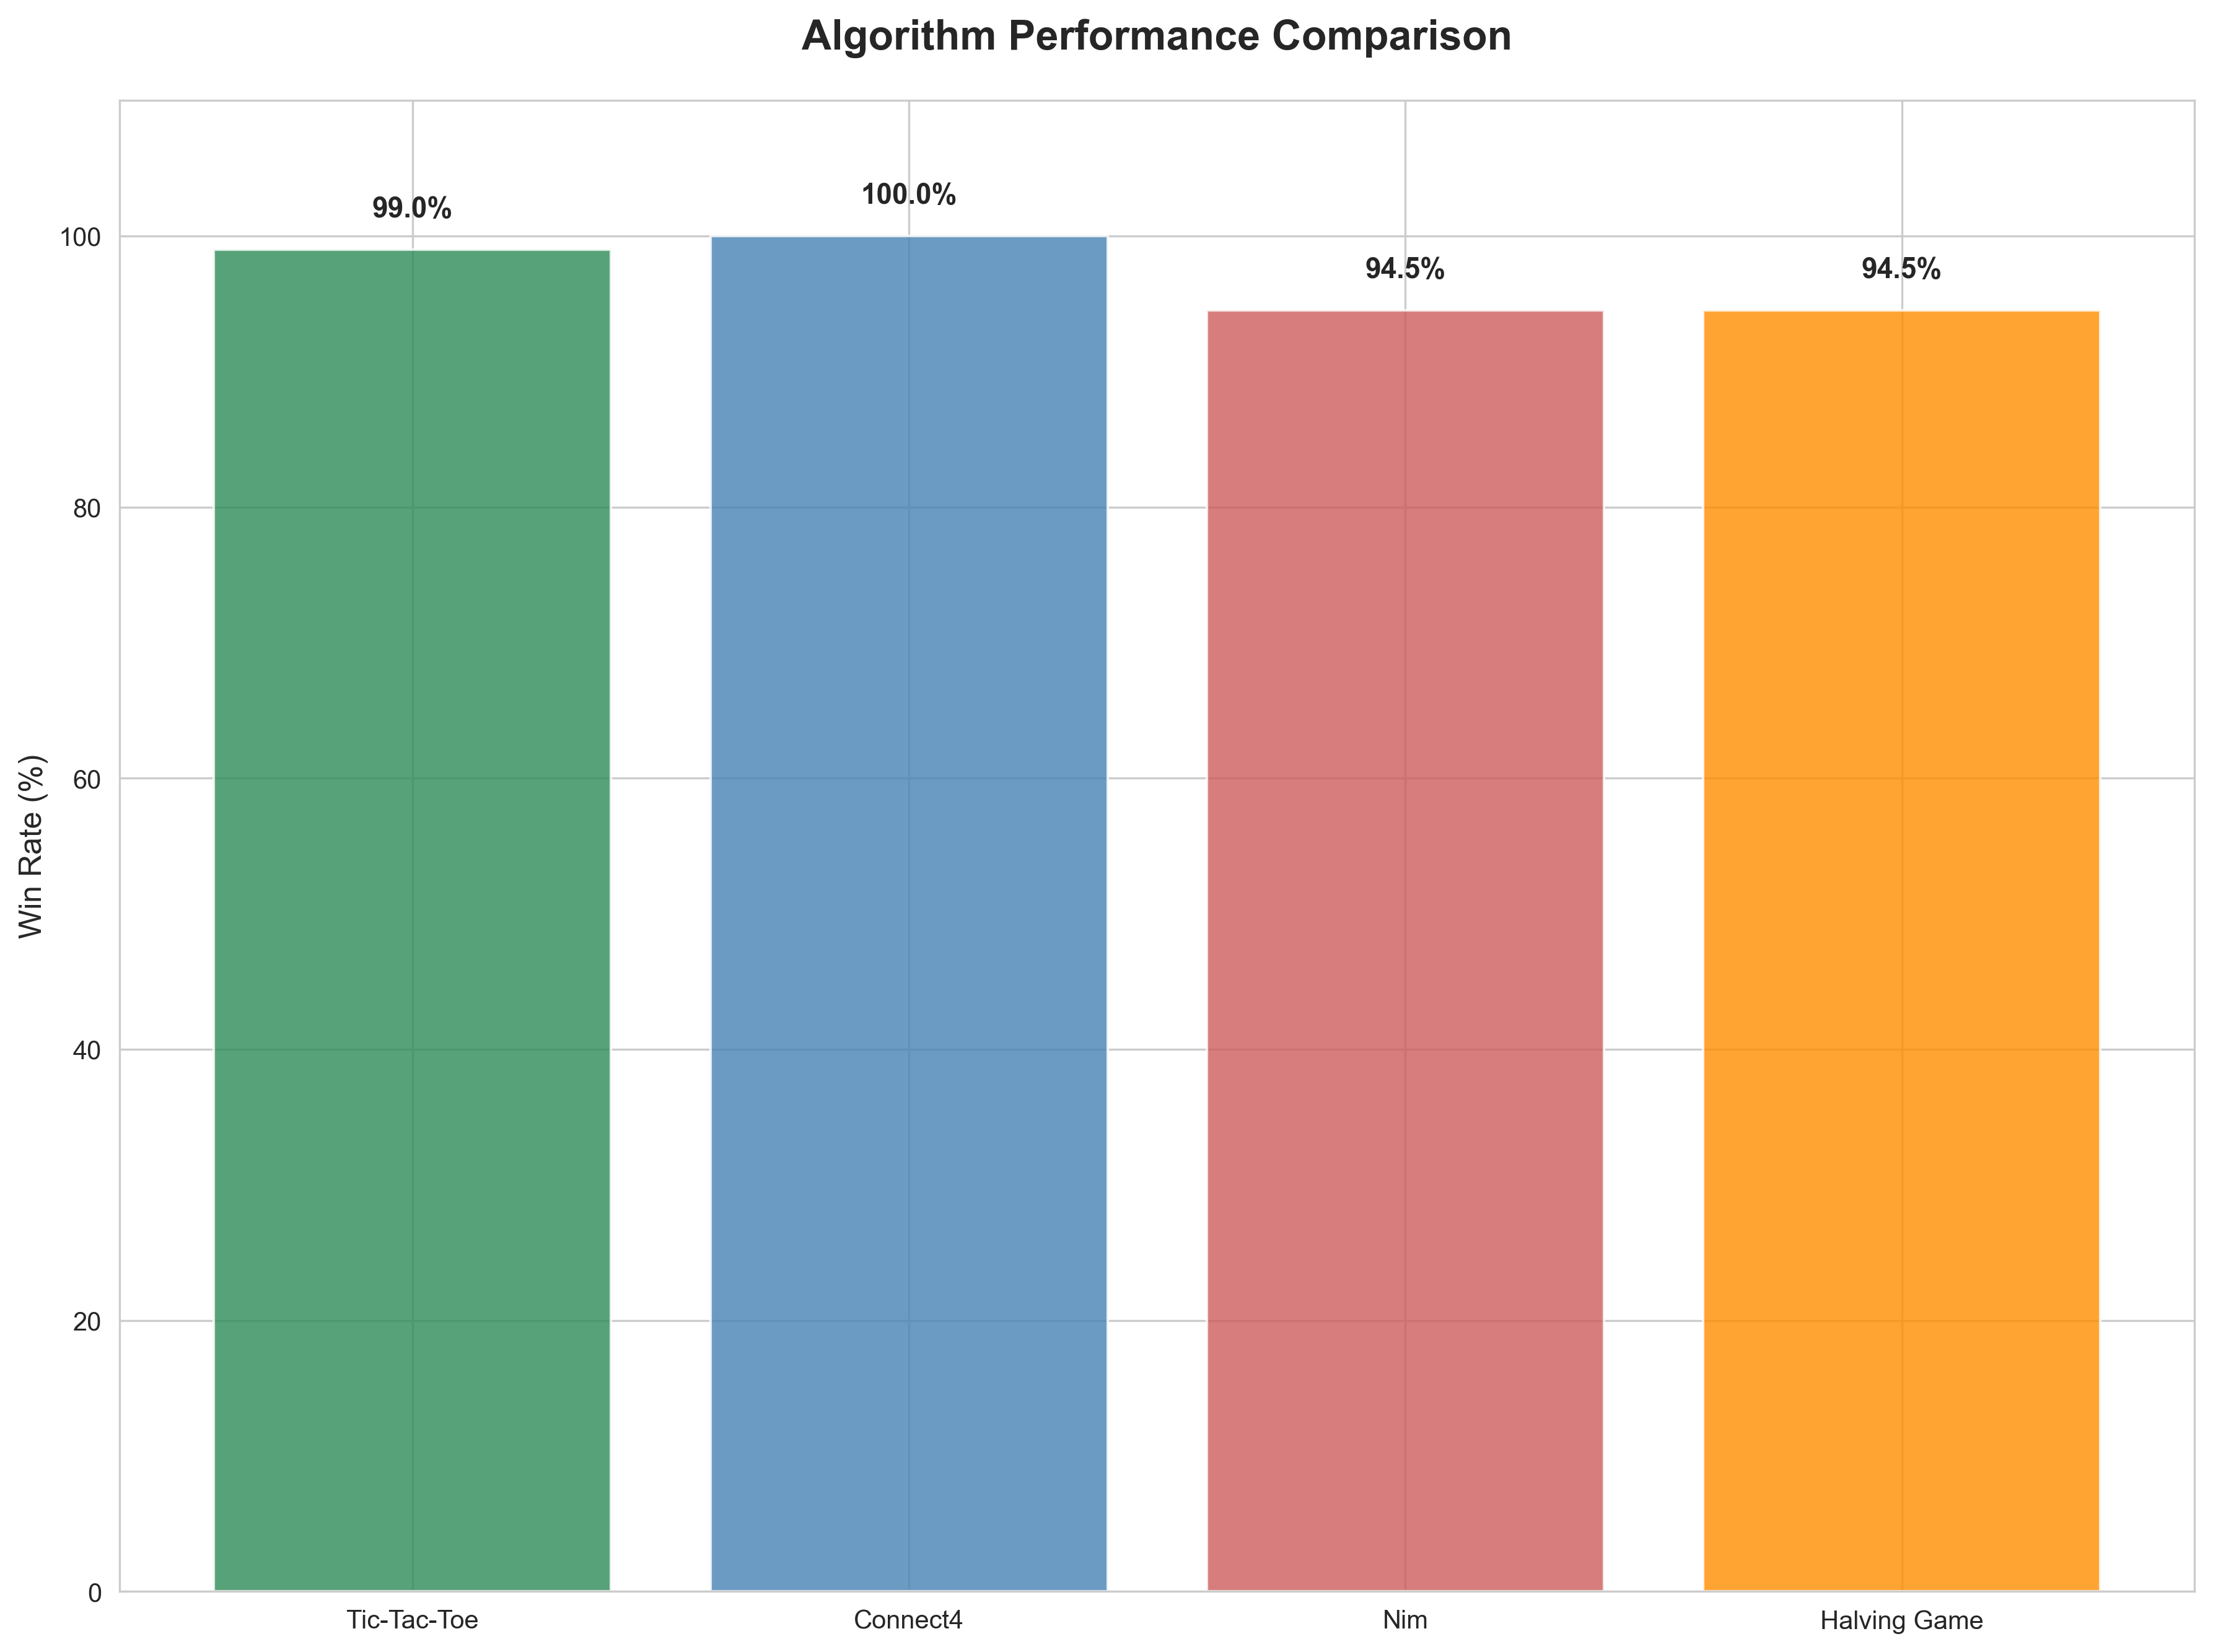 Algorithm Performance Comparison
99.0%
100.0%
94.5%
94.5%
100
80
60
40
20
0
Win Rate (%)
Tic-Tac-Toe
Connect4
Nim
Halving Game